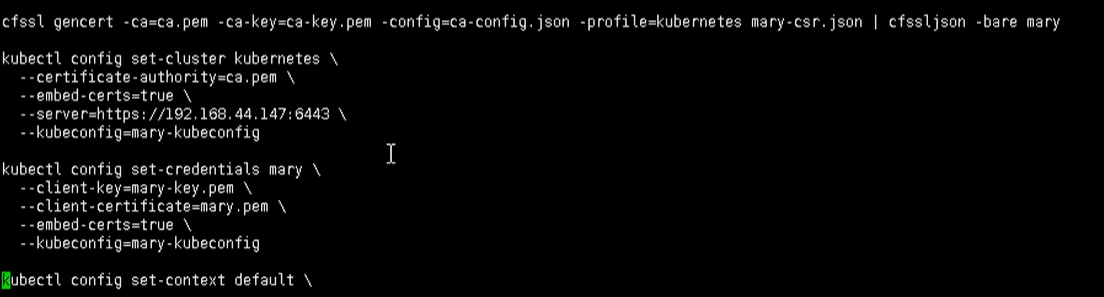 cfssl gencert -ca=ca.pem -ca-key=ca-key.pem -config=ca-config.json -profile=kubernetes mary-csr.json | cfssljson -bare mary
kubectl config set-cluster kubernetes \
--certificate-authority=ca.pem \
--embed-certs=true \
--server=https://192.168.44.147:6443 \
--kubeconfig=mary-kubeconfig
kubectl config set-credentials mary \
--client-key=mary-key.pem \
--client-certificate=mary.pem \
--embed-certs=true \
--kubeconfig=mary-kubeconfig
kubectl config set-context default \